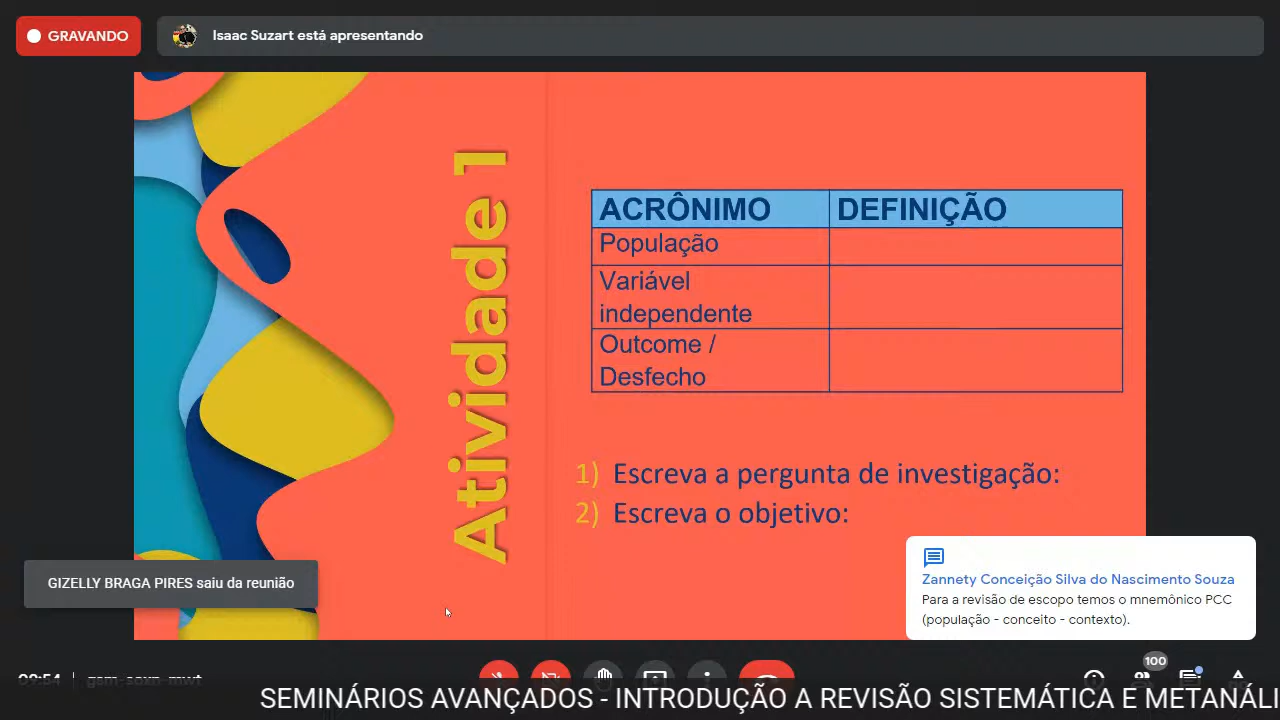 GRAVANDO
Isaac Suzart está apresentando
Atividade 1
ACRÔNIMO DEFINIÇÃO
População
Variável
independente
Outcome /
Desfecho
1) Escreva a pergunta de investigação:
2) Escreva o objetivo:
GIZELLY BRAGA PIRES saiu da reunião
Zannety Conceição Silva do Nascimento Souza
Para a revisão de escopo temos o mnemônico PCC
(população - conceito - contexto).
100
09:54
SEMINÁRIOS AVANÇADOS - INTRODUÇÃO A REVISÃO SISTEMÁTICA E METANÁLI